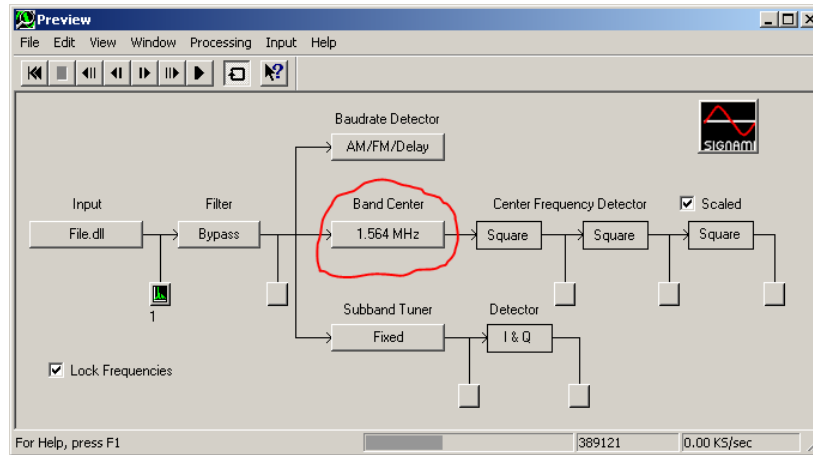 Preview
File Edit View Window Processing Input Help
Baudrate Detector
AM/FM/Delay
SIGNAMI
Input Filter Band Center Center Frequency Detector Scaled
File.dll Bypass 1.564 MHz Square Square Square
1
Subband Tuner Detector
Fixed I & Q
Lock Frequencies
For Help, press F1 389121 0.00 KS/sec